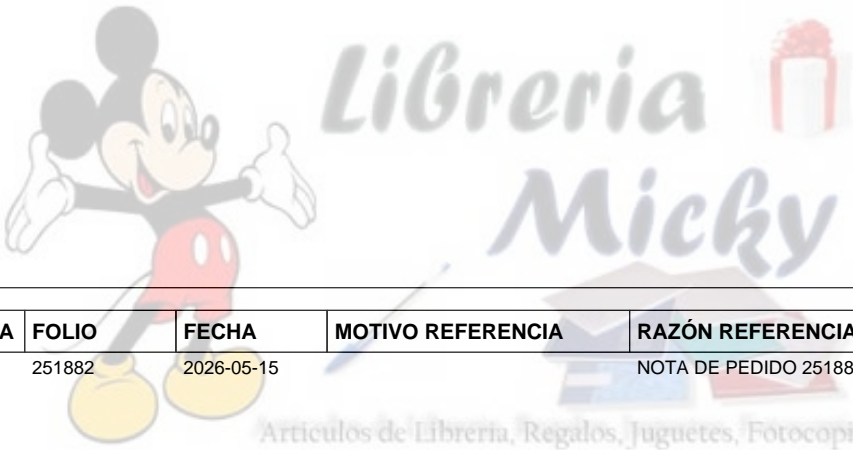 Libreria
Micky
A FOLIO FECHA MOTIVO REFERENCIA RAZÓN REFERENCIA
251882 2026-05-15 NOTA DE PEDIDO 25188
Articulos de Libreria, Regalos, Juguetes, Fotocopi